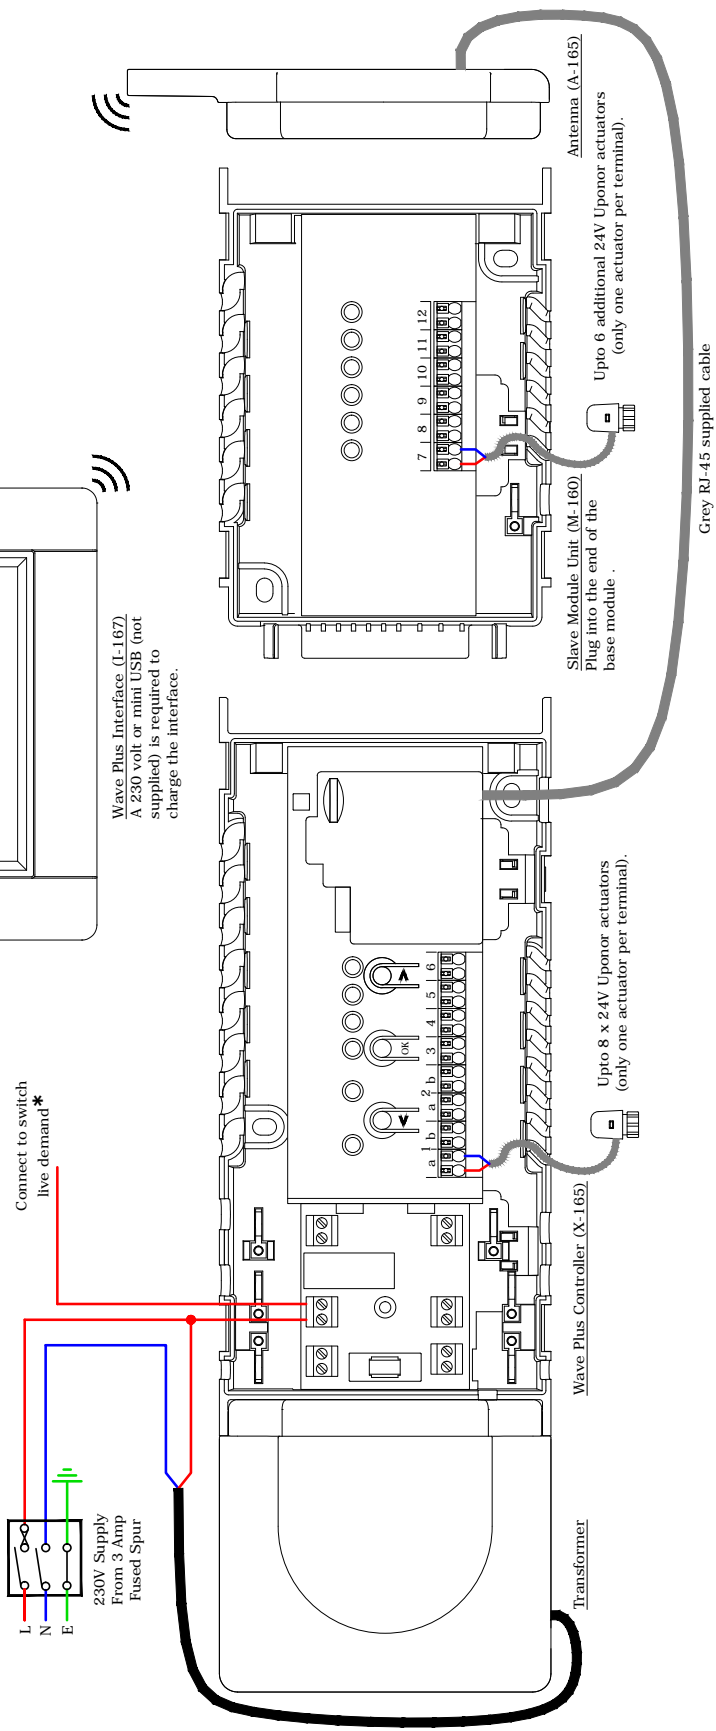 L
N
E
230V Supply
From 3 Amp
Fused Spur
Connect to switch
live demand*
Wave Plus Interface (I-167)
A 230 volt or mini USB (not
supplied) is required to
charge the interface.
OK
< >
1 2 3 4 5 6
a b a b
7 8 9 10 11 12
Transformer
Wave Plus Controller (X-165)
Upto 8 x 24V Uponor actuators
(only one actuator per terminal).
Slave Module Unit (M-160)
Plug into the end of the
base module .
Upto 6 additional 24V Uponor actuators
(only one actuator per terminal).
Antenna (A-165)
Grey RJ-45 supplied cable